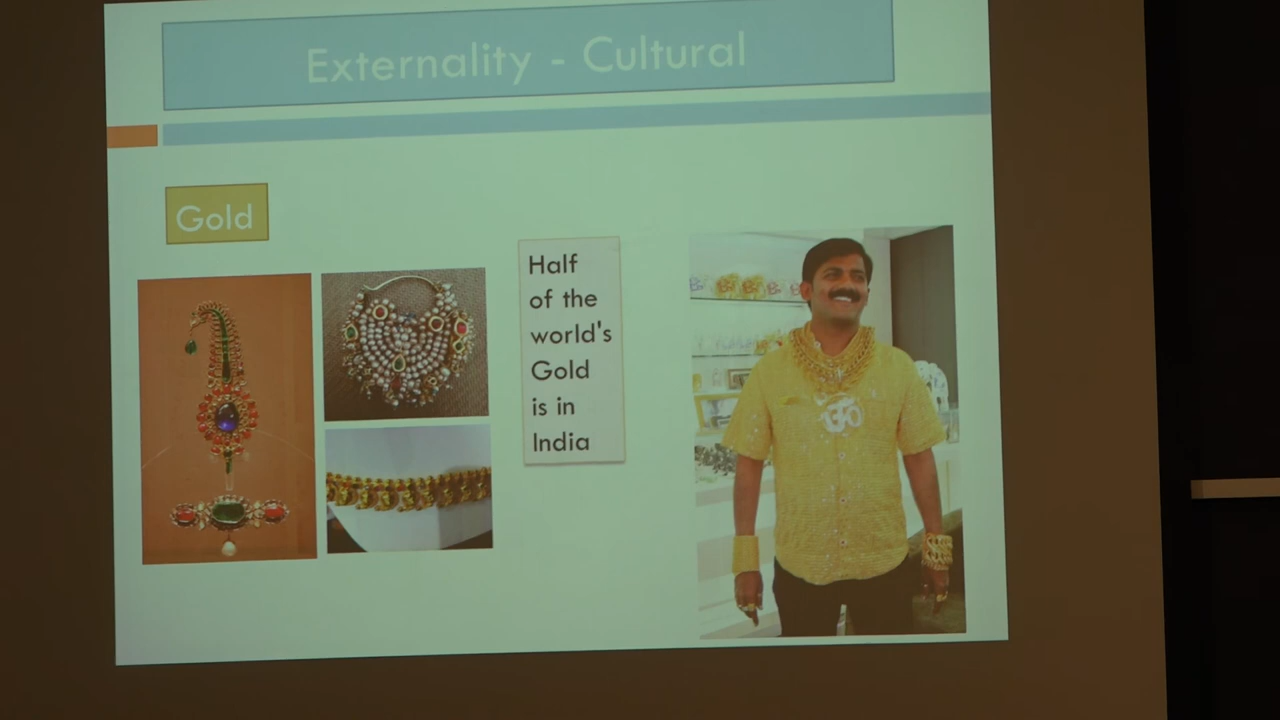 Externality - Cultural
Gold
Half
of the
world's
Gold
is in
India
ॐ